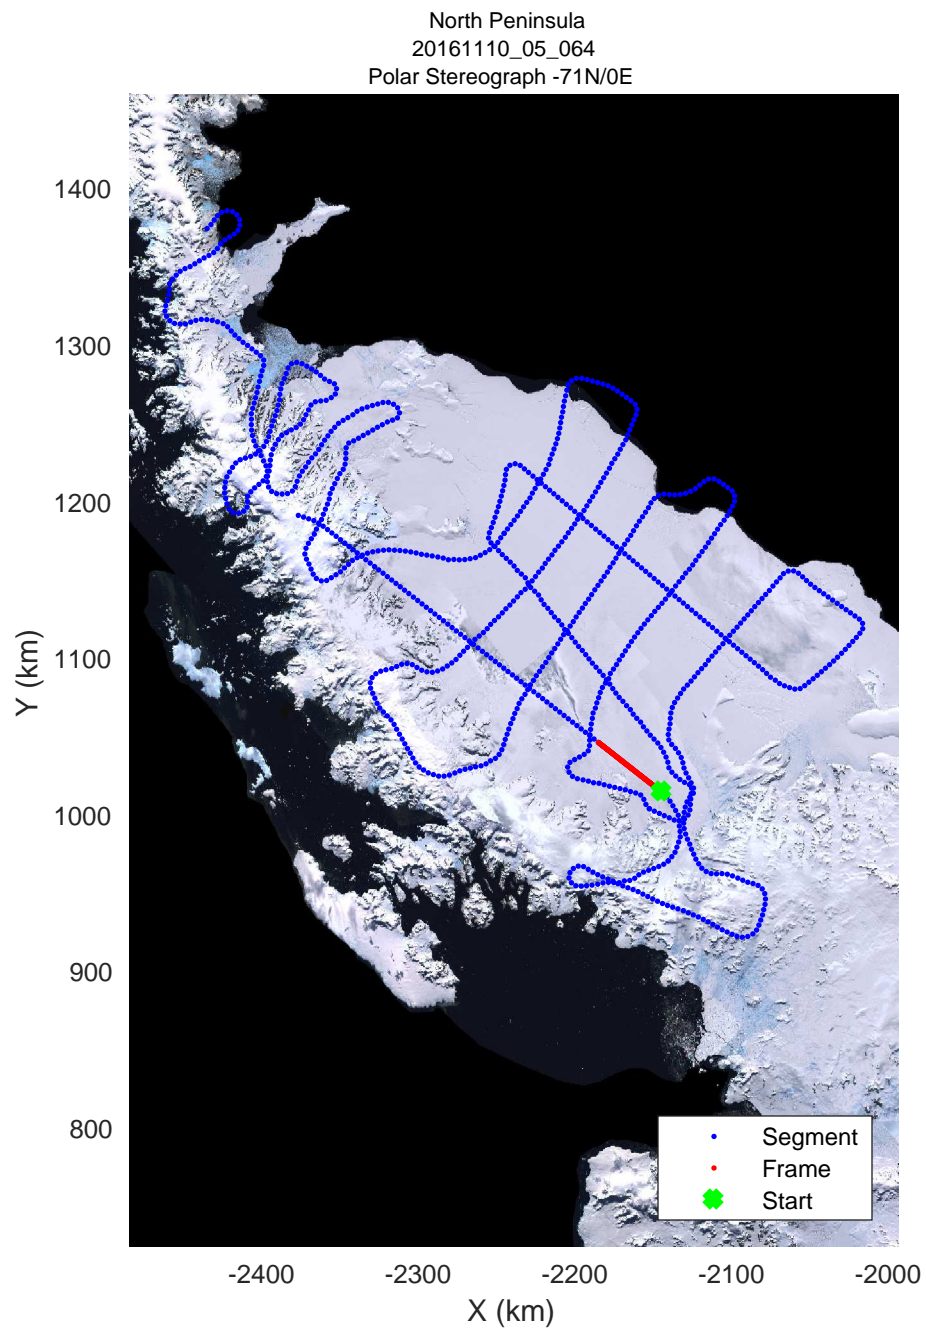 North Peninsula
20161110_05_064
Polar Stereograph -71N/0E
1400
1300
1200
1100
1000
900
800
Y (km)
Segment
Frame
Start
-2400
-2300
-2200
-2100
-2000
X (km)